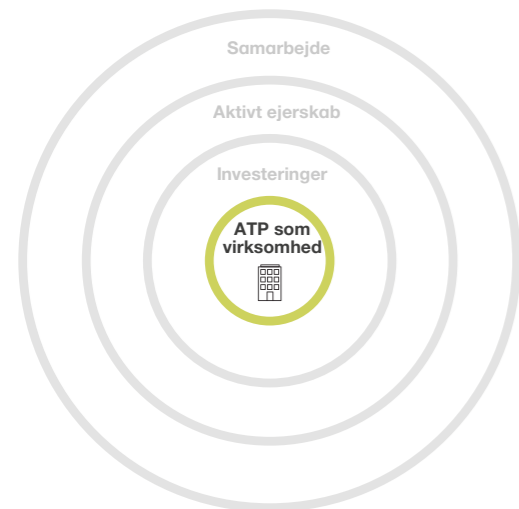 Samarbejde
Aktivt ejerskab
Investeringer
ATP som
virksomhed